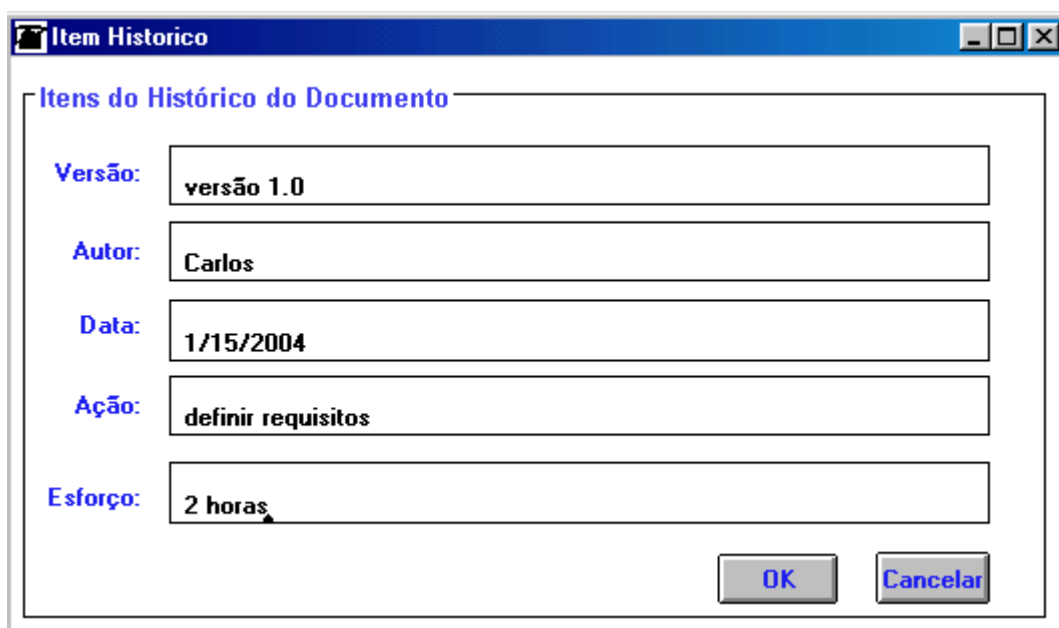 Item Historico
Itens do Histórico do Documento
Versão: versão 1.0
Autor: Carlos
Data: 1/15/2004
Ação: definir requisitos
Esforço: 2 horas
OK Cancelar